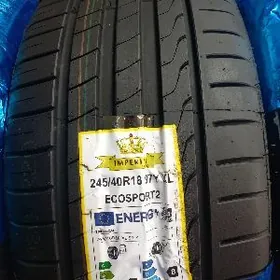 IMPERIAL
245/40R18 97Y XL
ECOSPORT2
ENERG
B